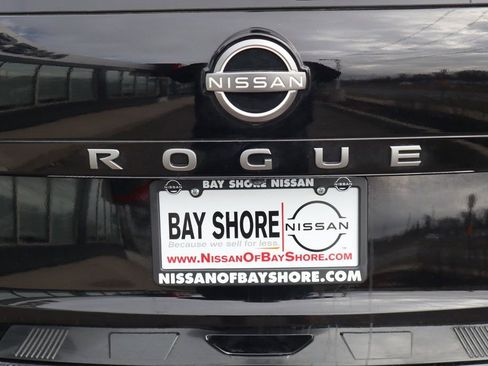 NISSAN
ROGUE
BAY SHORE NISSAN
BAY SHORE
NISSAN
Because we sell for less.
www.NissanOfBayShore.com
NISSANOFBAYSHORE.COM